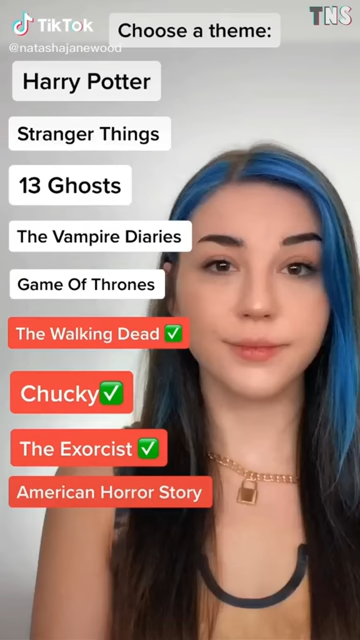 TikTok
@natashajanewood
TNS
Choose a theme:
Harry Potter
Stranger Things
13 Ghosts
The Vampire Diaries
Game Of Thrones
The Walking Dead ✅
Chucky✅
The Exorcist ✅
American Horror Story